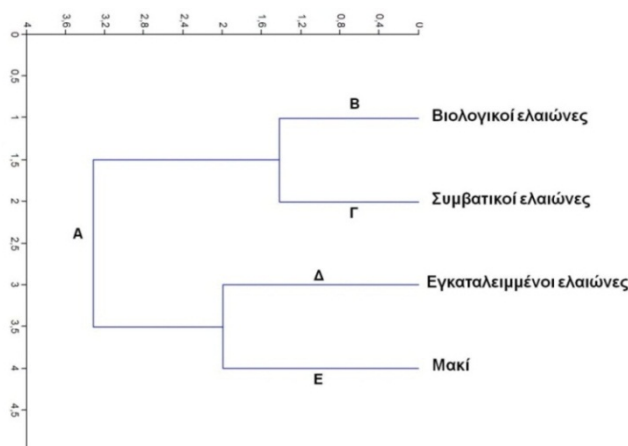 4 3,6 3,2 2,8 2,4 2 1,6 1,2 0,8 0,4 0
0
0,5
1
1,5
2
2,5
3
3,5
4
4,5
Β
Βιολογικοί ελαιώνες
Γ
Συμβατικοί ελαιώνες
Α
Δ
Εγκαταλειμμένοι ελαιώνες
Ε
Μακί